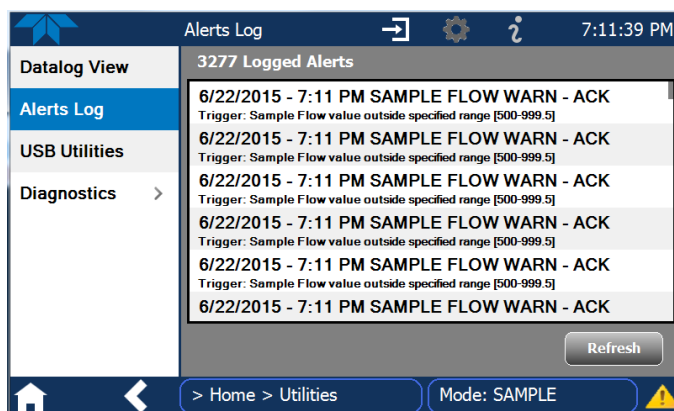 Alerts Log
7:11:39 PM
Datalog View
Alerts Log
USB Utilities
Diagnostics >
3277 Logged Alerts
6/22/2015 - 7:11 PM SAMPLE FLOW WARN - ACK
Trigger: Sample Flow value outside specified range [500-999.5]
6/22/2015 - 7:11 PM SAMPLE FLOW WARN - ACK
Trigger: Sample Flow value outside specified range [500-999.5]
6/22/2015 - 7:11 PM SAMPLE FLOW WARN - ACK
Trigger: Sample Flow value outside specified range [500-999.5]
6/22/2015 - 7:11 PM SAMPLE FLOW WARN - ACK
Trigger: Sample Flow value outside specified range [500-999.5]
6/22/2015 - 7:11 PM SAMPLE FLOW WARN - ACK
Trigger: Sample Flow value outside specified range [500-999.5]
6/22/2015 - 7:11 PM SAMPLE FLOW WARN - ACK
Refresh
> Home > Utilities
Mode: SAMPLE